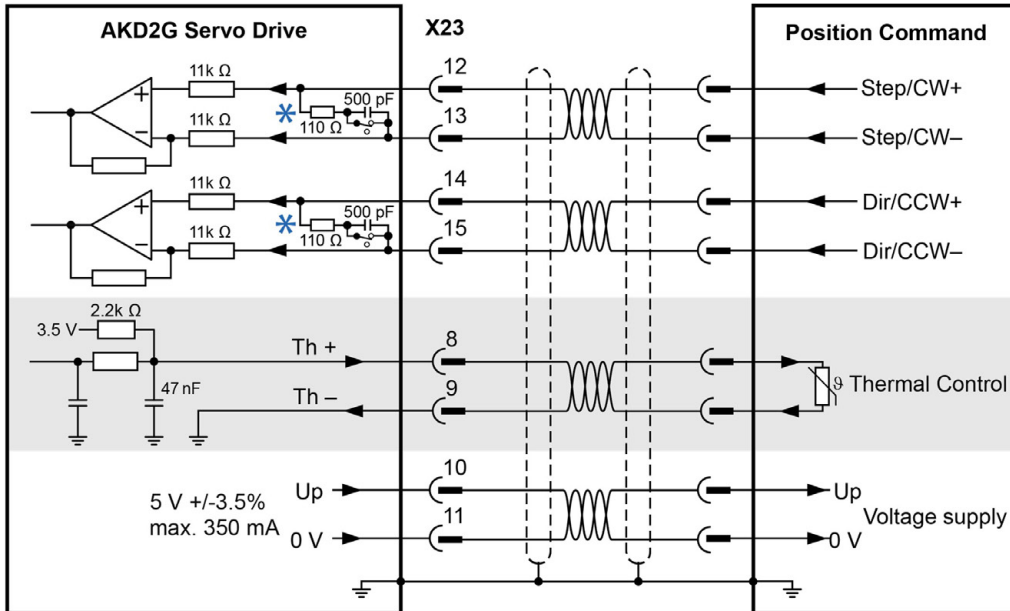 AKD2G Servo Drive
X23
Position Command
11k Ω
12
Step/CW+
500 pF
*
110 Ω
11k Ω
13
Step/CW–
11k Ω
14
Dir/CCW+
500 pF
*
110 Ω
11k Ω
15
Dir/CCW–
2.2k Ω
3.5 V
Th +
8
47 nF
Th –
9
ϑ Thermal Control
5 V +/-3.5%
max. 350 mA
Up
10
Up
Voltage supply
0 V
11
0 V